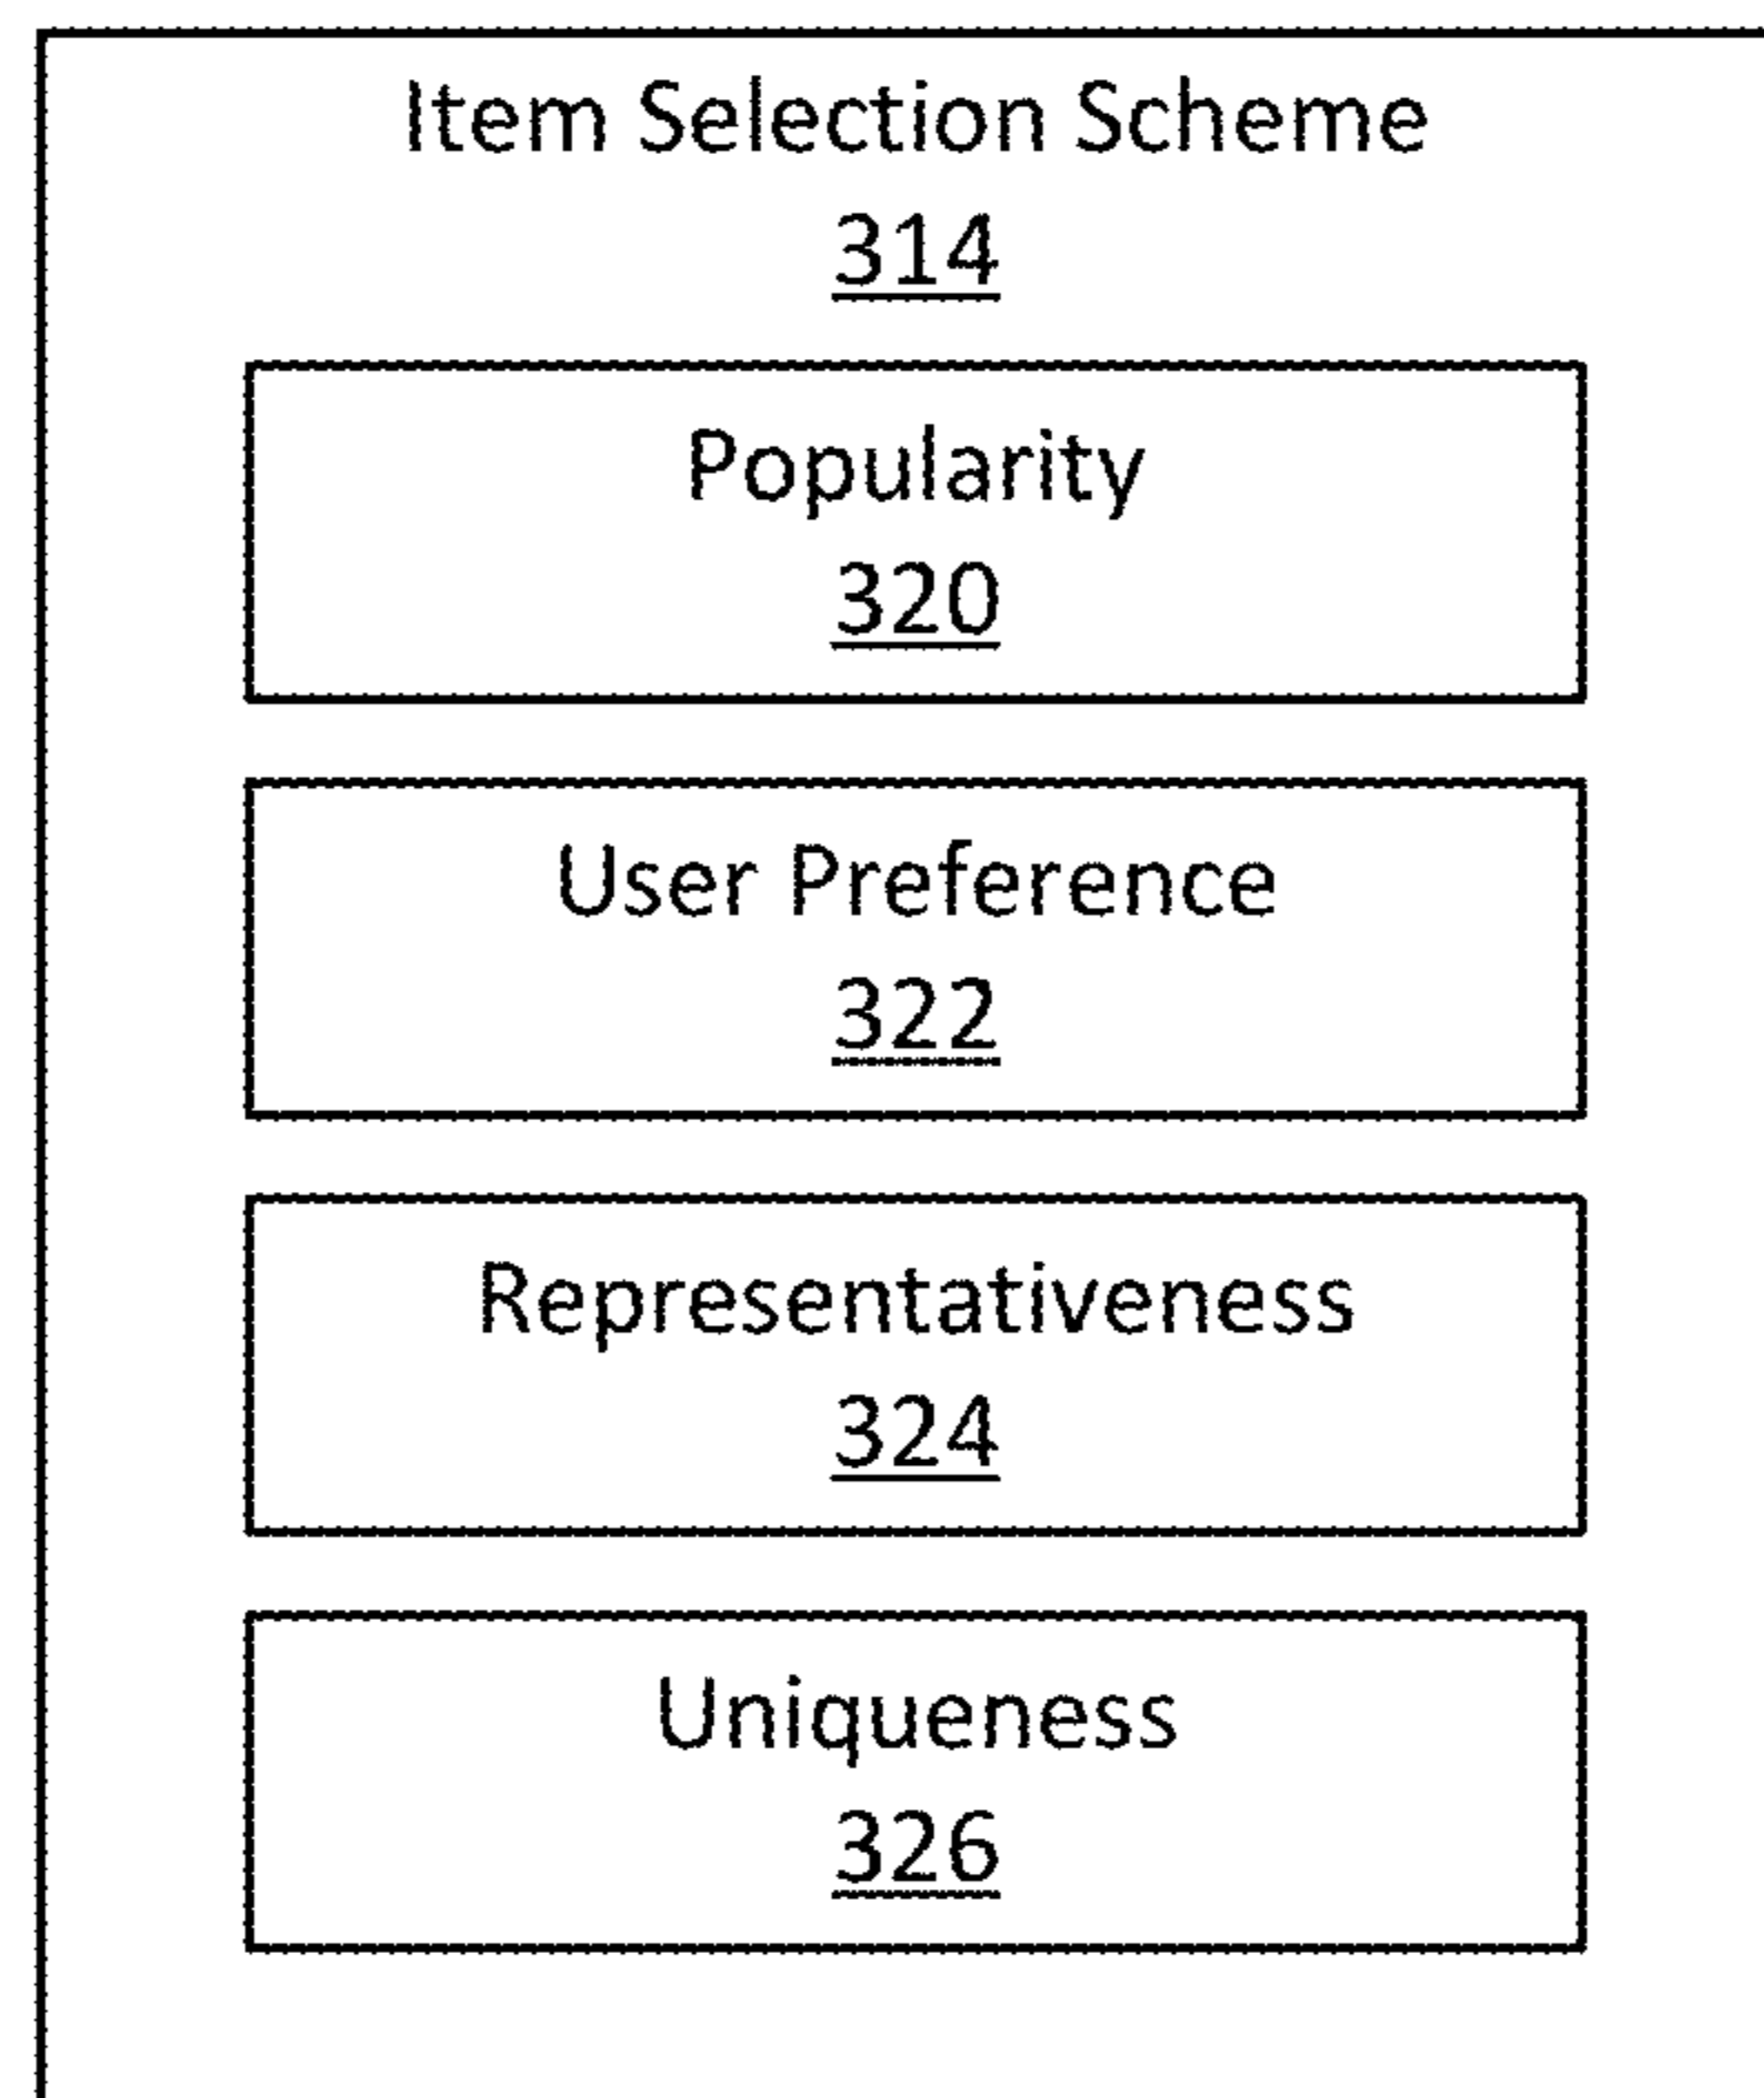 Item Selection Scheme
314
Popularity
320
User Preference
322
Representativeness
324
Uniqueness
326